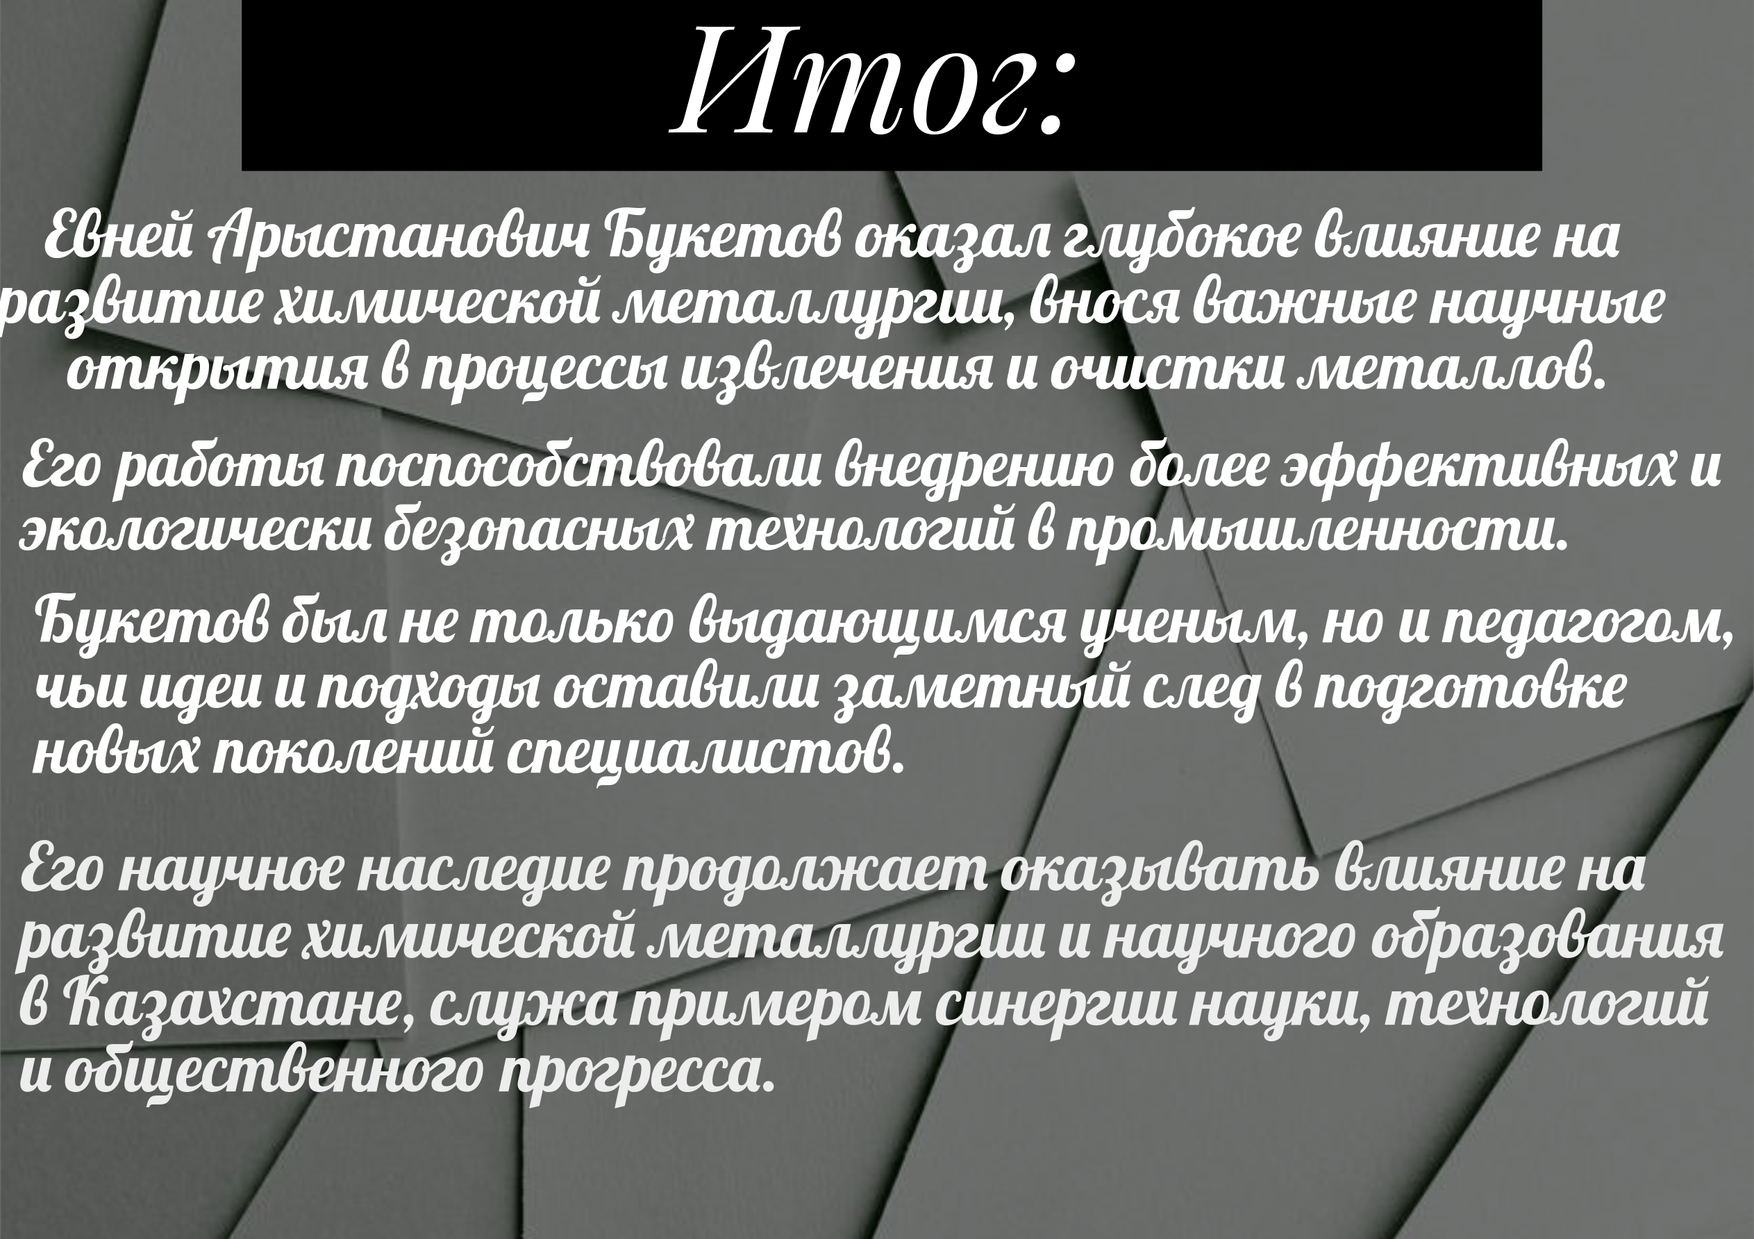 Итог:
Евней Арыстанович Букетов оказал глубокое влияние на
развитие химической металлургии, внося важные научные
открытия в процессы извлечения и очистки металлов.
Его работы поспособствовали внедрению более эффективных и
экологически безопасных технологий в промышленности.
Букетов был не только выдающимся ученым, но и педагогом,
чьи идеи и подходы оставили заметный след в подготовке
новых поколений специалистов.
Его научное наследие продолжает оказывать влияние на
развитие химической металлургии и научного образования
в Казахстане, служа примером синергии науки, технологий
и общественного прогресса.